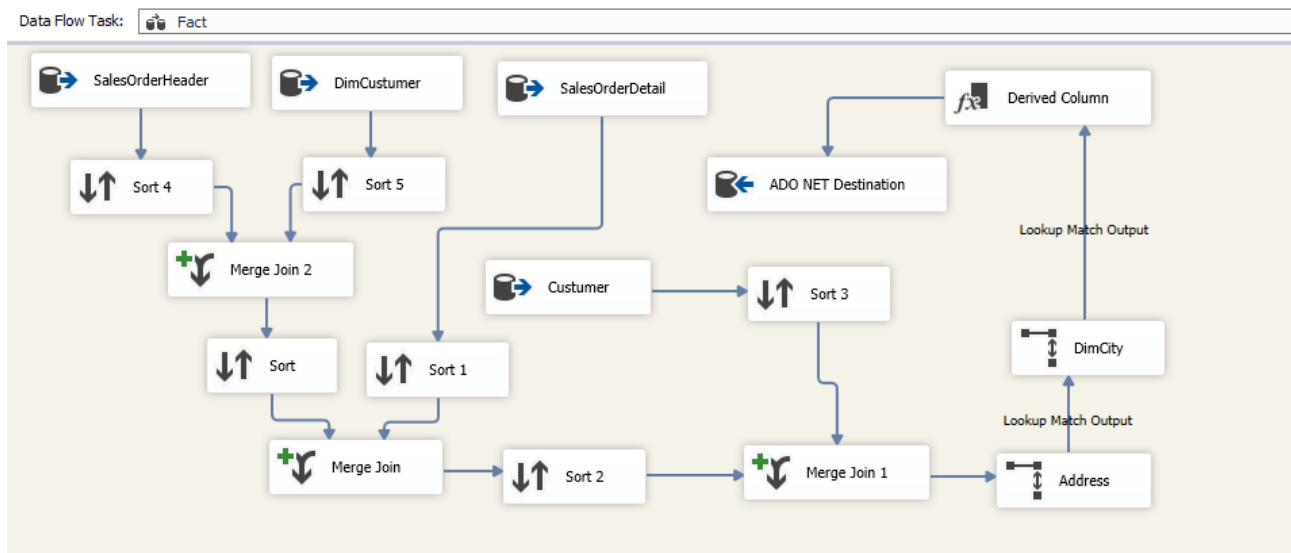 Data Flow Task: Fact
SalesOrderHeader
DimCustumer
SalesOrderDetail
Derived Column
Sort 4
Sort 5
ADO NET Destination
Lookup Match Output
Merge Join 2
Custumer
Sort 3
Sort
Sort 1
DimCity
Lookup Match Output
Merge Join
Sort 2
Merge Join 1
Address